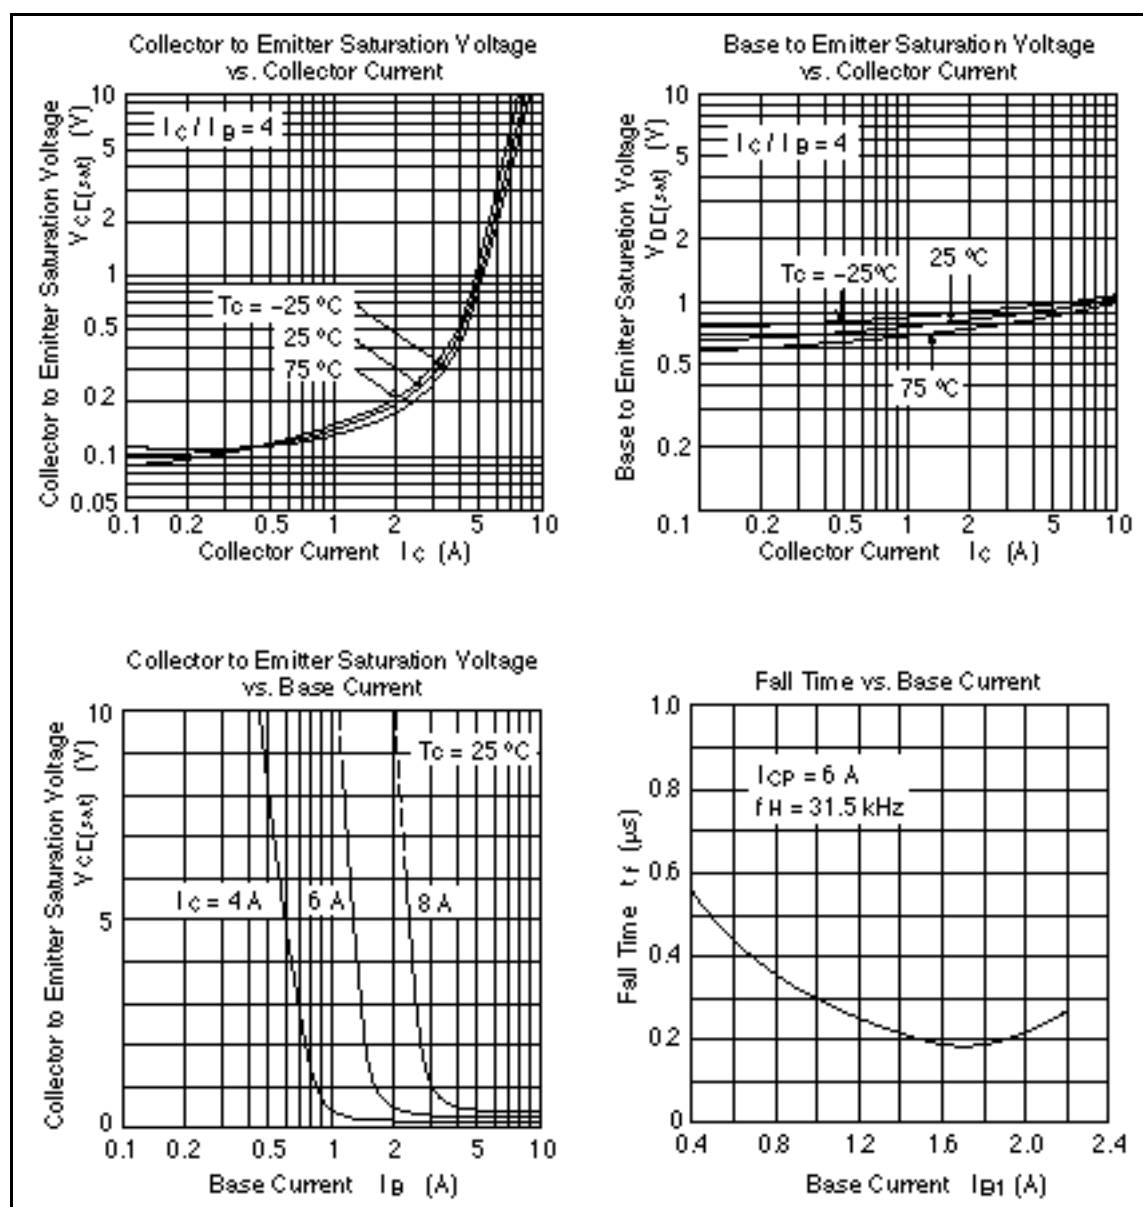 Collector to Emitter Saturation Voltage
vs. Collector Current
Collector to Emitter Saturation Voltage
VCE(sat) (V)
10
5
2
1
0.5
0.2
0.1
0.05
IC / IB = 4
Tc = −25 ºC
25 ºC
75 ºC
0.1 0.2 0.5 1 2 5 10
Collector Current IC (A)
Base to Emitter Saturation Voltage
vs. Collector Current
Base to Emitter Saturetion Voltage
VBE(sat) (V)
10
5
2
1
0.5
0.2
0.1
IC / IB = 4
Tc = −25ºC
25 ºC
75 ºC
0.2 0.5 1 2 5 10
Collector Current IC (A)
Collector to Emitter Saturation Voltage
vs. Base Current
Collector to Emitter Saturation Voltage
VCE(sat) (V)
10
5
0
Tc = 25 ºC
IC = 4 A
6 A
8 A
0.1 0.2 0.5 1 2 5 10
Base Current IB (A)
Fall Time vs. Base Current
Fall Time tf (µs)
1.0
0.8
0.6
0.4
0.2
0
ICP = 6 A
fH = 31.5 kHz
0.4 0.8 1.2 1.6 2.0 2.4
Base Current IB1 (A)